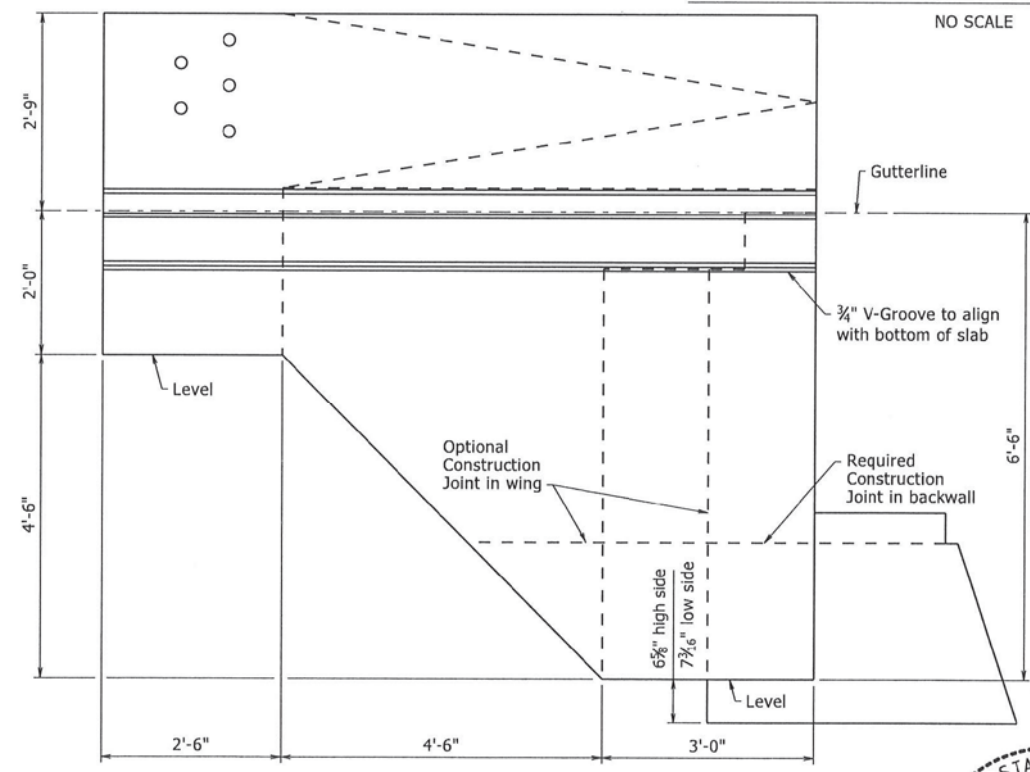 NO SCALE
2'-9"
Gutterline
2'-0"
¾" V-Groove to align
with bottom of slab
Level
6'-6"
Optional
Construction
Joint in wing
Required
Construction
Joint in backwall
4'-6"
6⅝" high side
7³⁄₁₆" low side
Level
2'-6"
4'-6"
3'-0"
STA